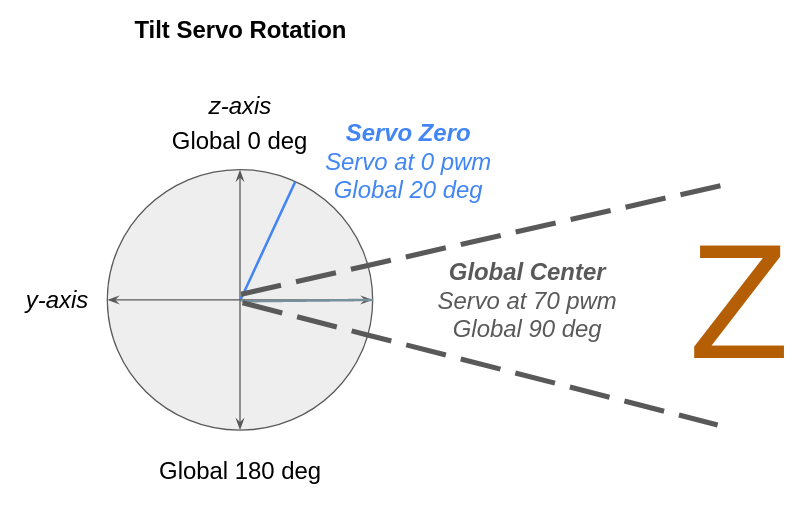 Tilt Servo Rotation
z-axis
Global 0 deg
Servo Zero
Servo at 0 pwm
Global 20 deg
y-axis
Global Center
Servo at 70 pwm
Global 90 deg
Z
Global 180 deg